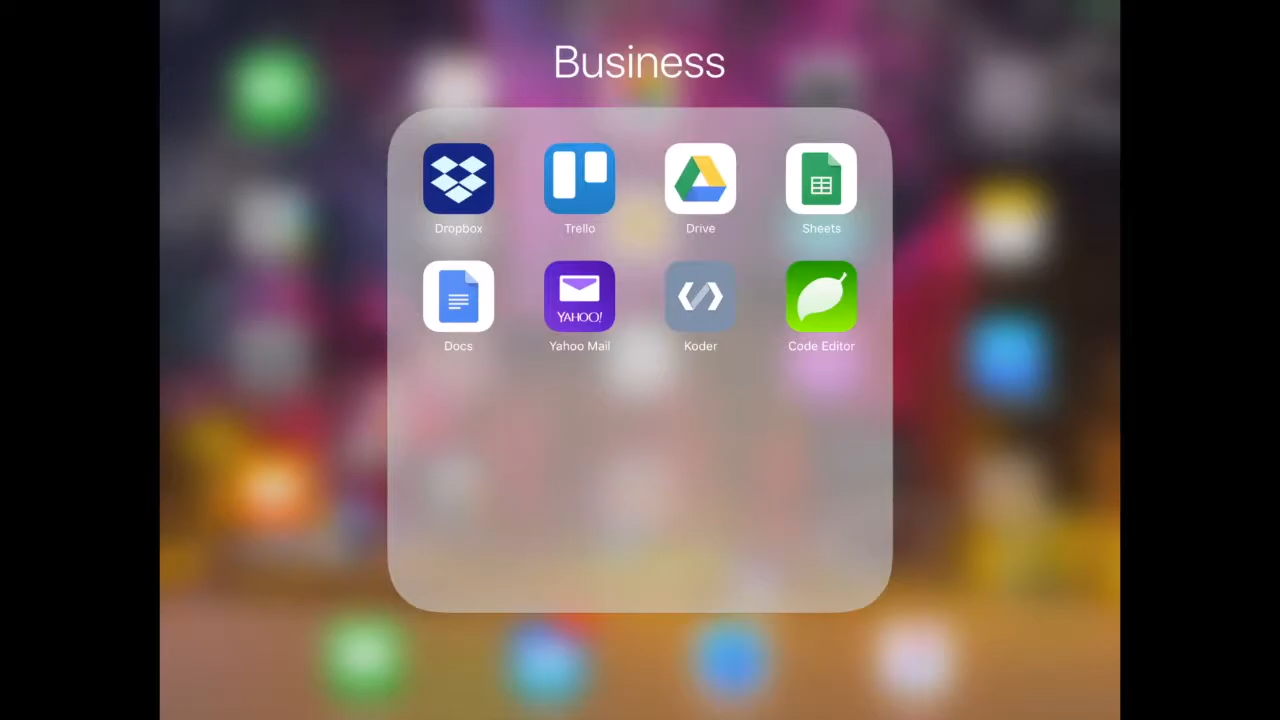 Business
Dropbox Trello Drive Sheets
YAHOO!
Docs Yahoo Mail Koder Code Editor